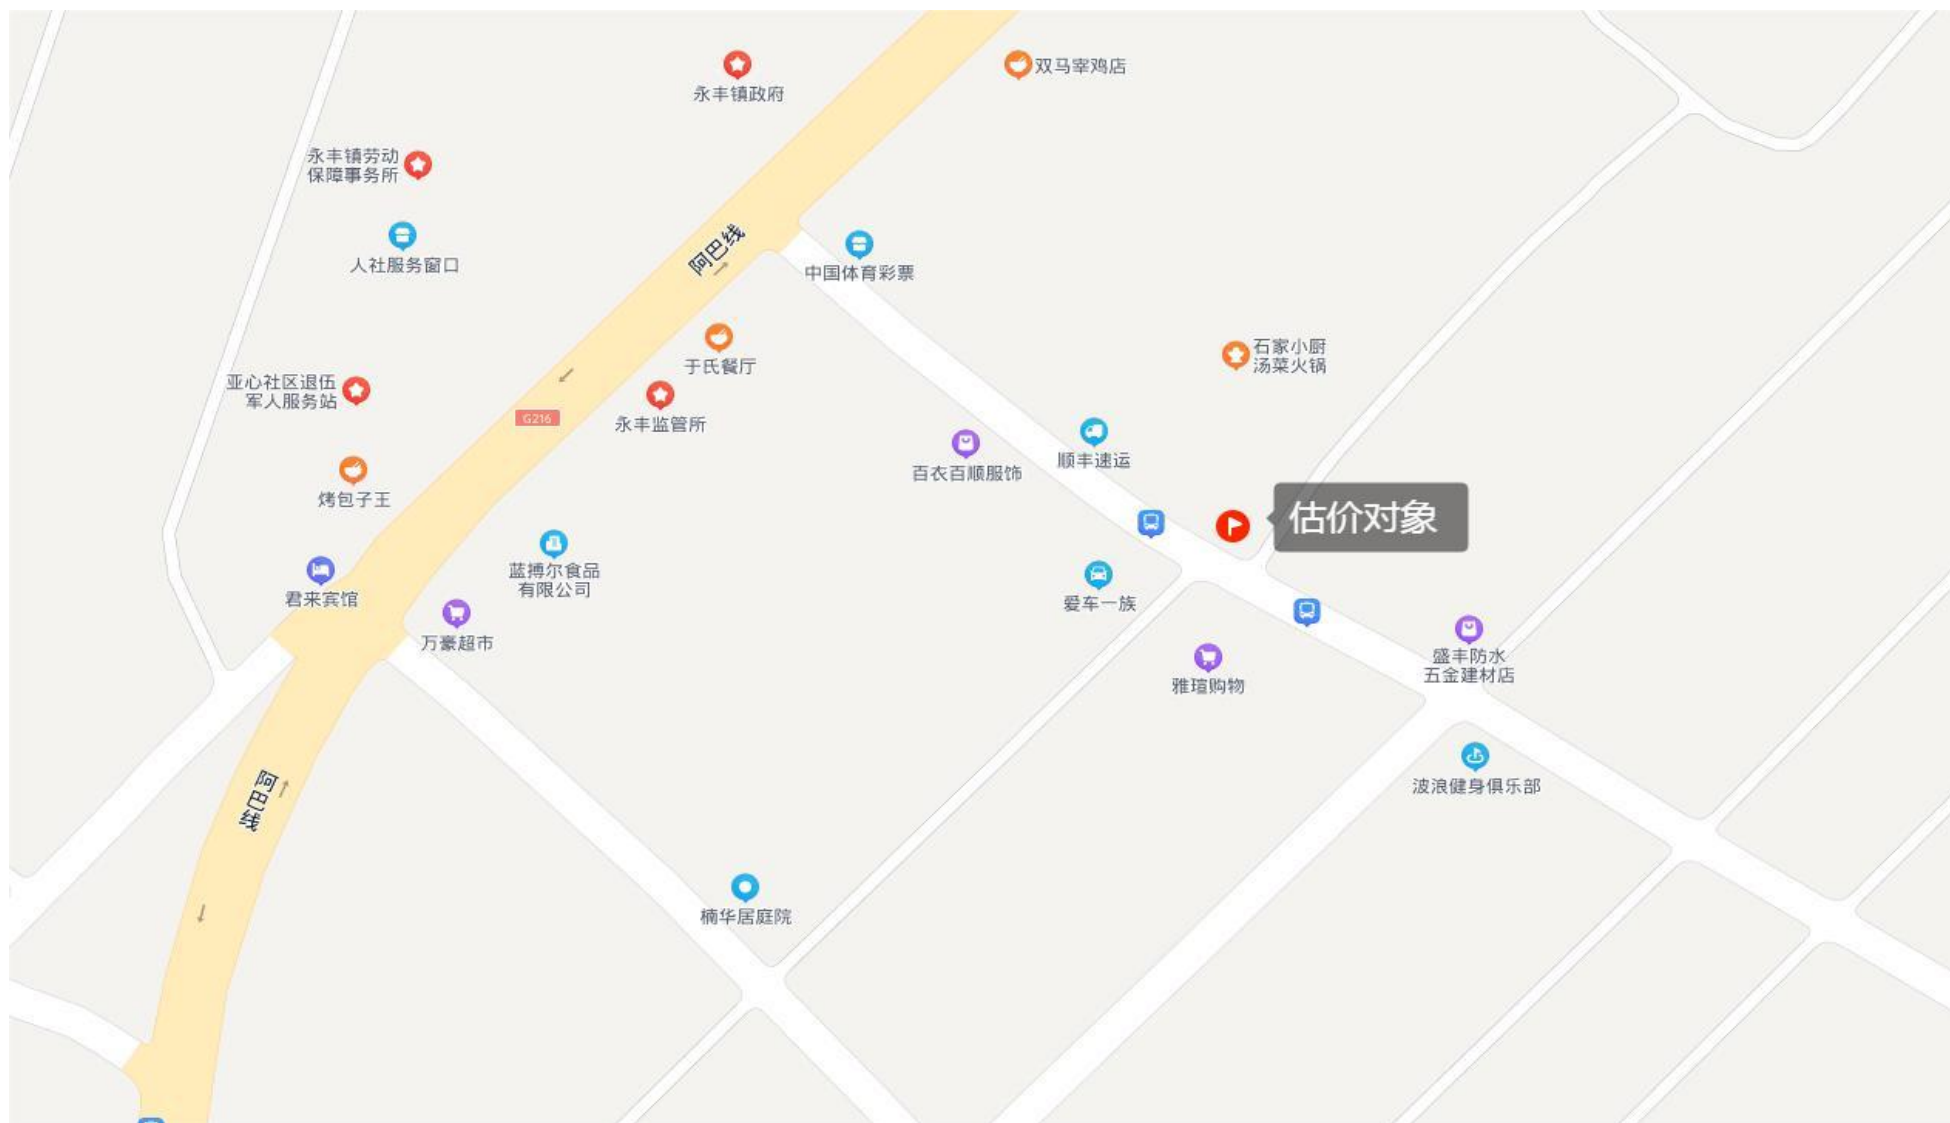 永丰镇政府
双马宰鸡店
永丰镇劳动
保障事务所
人社服务窗口
阿巴线
中国体育彩票
于氏餐厅
石家小厨
汤菜火锅
亚心社区退伍
军人服务站
G216
永丰监管所
百衣百顺服饰
顺丰速运
烤包子王
估价对象
蓝搏尔食品
有限公司
君来宾馆
爱车一族
万豪超市
盛丰防水
五金建材店
雅瑄购物
阿巴线
波浪健身俱乐部
楠华居庭院